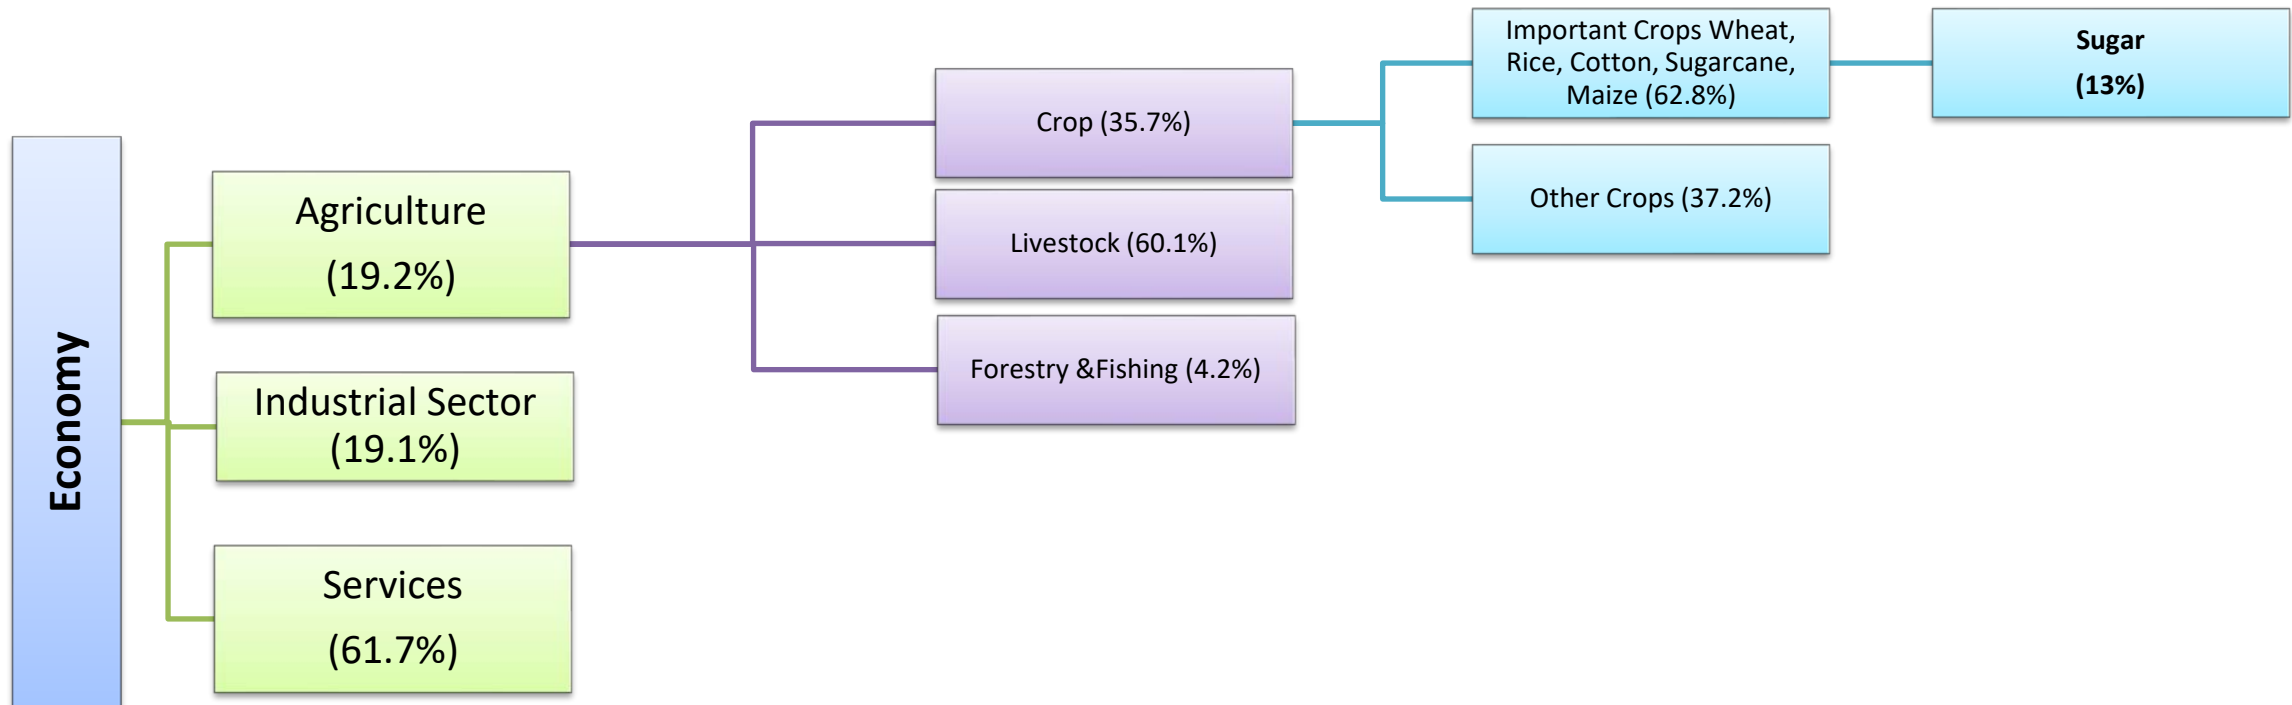 Economy
Agriculture
(19.2%)
Industrial Sector
(19.1%)
Services
(61.7%)
Crop (35.7%)
Livestock (60.1%)
Forestry &Fishing (4.2%)
Important Crops Wheat,
Rice, Cotton, Sugarcane,
Maize (62.8%)
Other Crops (37.2%)
Sugar
(13%)